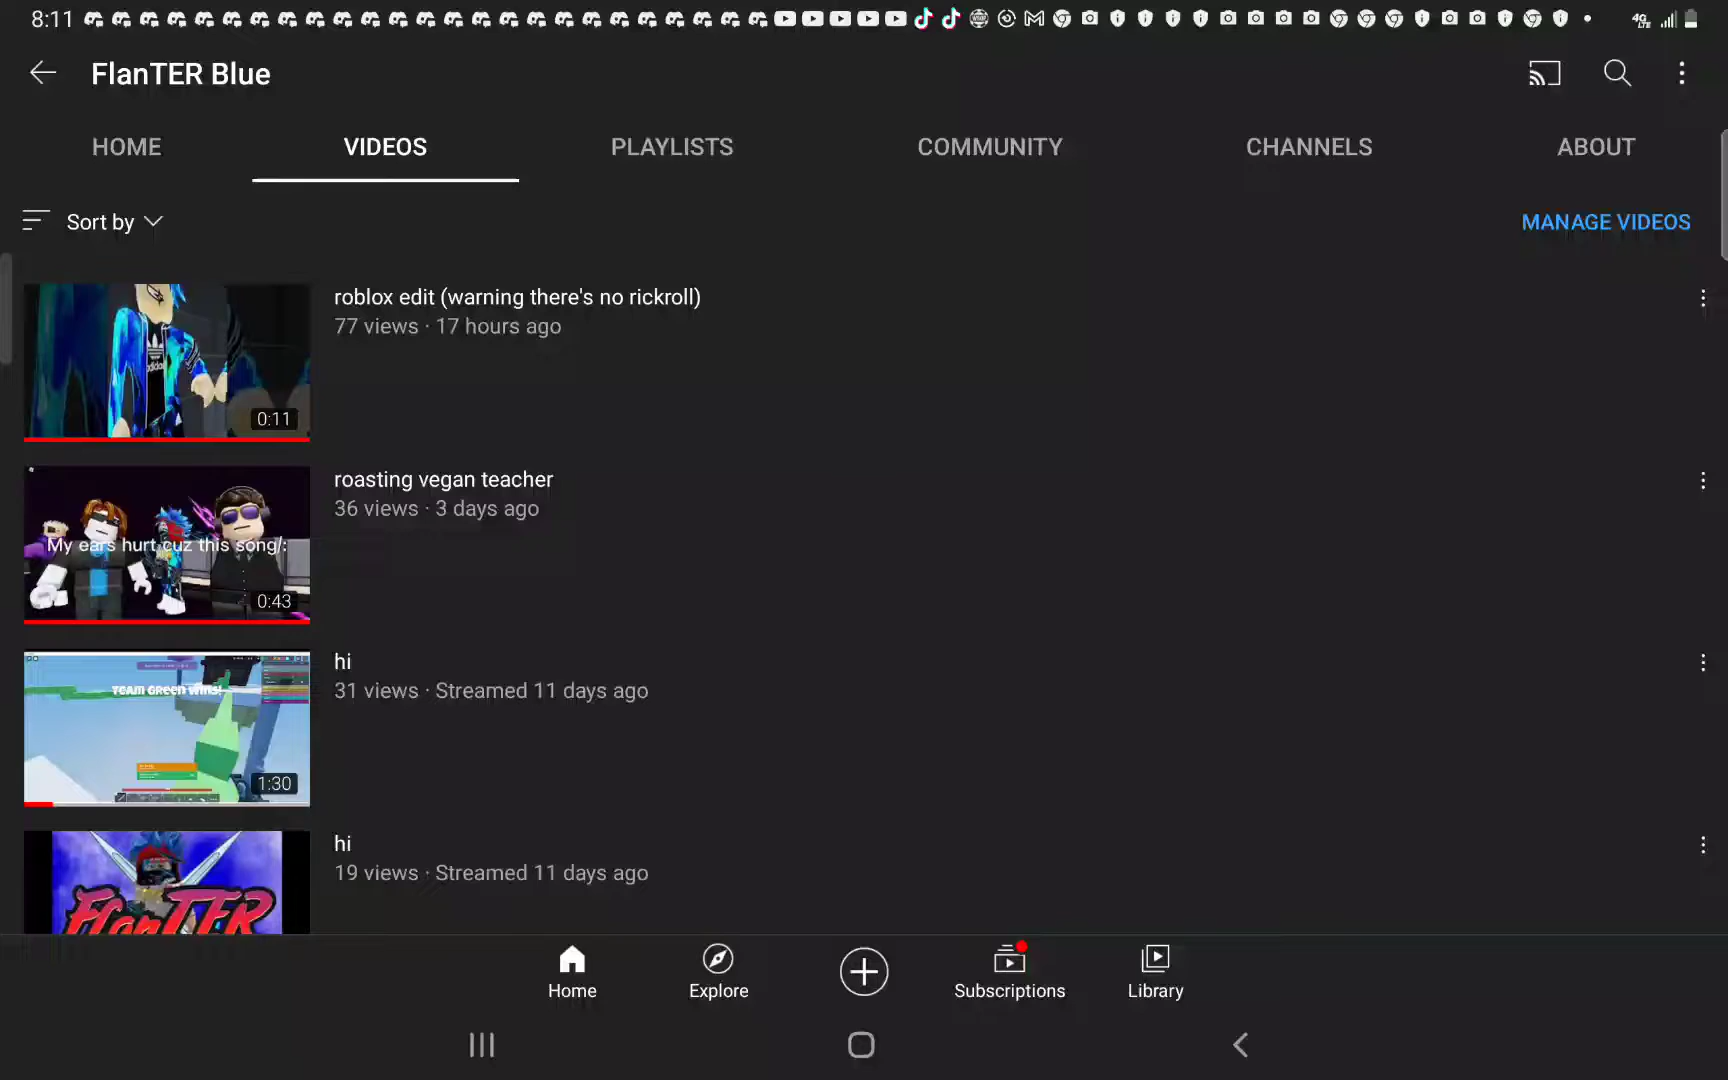 8:11
4G LTE
FlanTER Blue
HOME VIDEOS PLAYLISTS COMMUNITY CHANNELS ABOUT
Sort by
MANAGE VIDEOS
roblox edit (warning there's no rickroll)
77 views · 17 hours ago
adidas
0:11
roasting vegan teacher
36 views · 3 days ago
My ears hurt cuz this song/:
0:43
hi
31 views · Streamed 11 days ago
TEAM GREEN WINS!
1:30
hi
19 views · Streamed 11 days ago
FlanTER
Home Explore Subscriptions Library